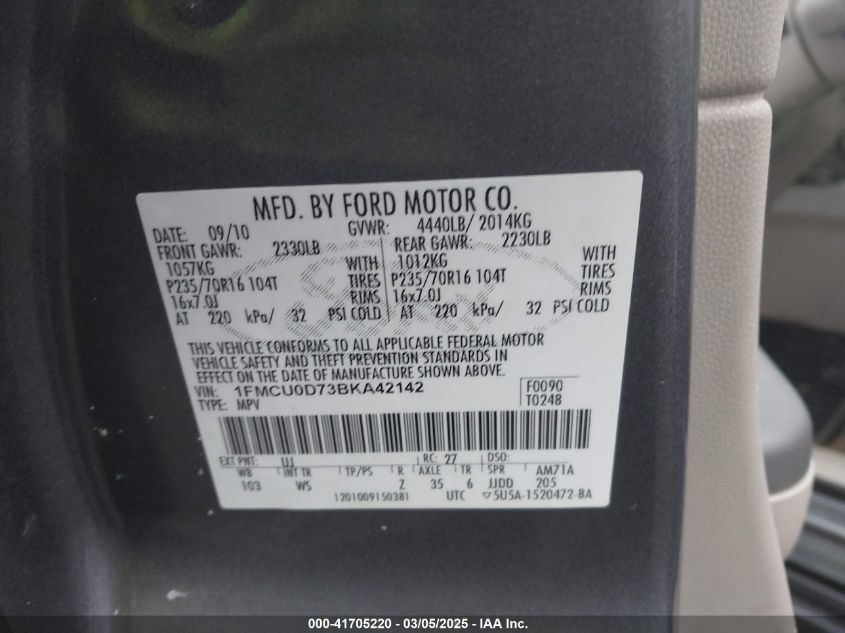 MFD. BY FORD MOTOR CO.
DATE: 09/10 GVWR: 4440LB/ 2014KG
FRONT GAWR: 2330LB REAR GAWR: 2230LB
1057KG WITH 1012KG WITH
P235/70R16 104T TIRES P235/70R16 104T TIRES
16x7.0J RIMS 16x7.0J RIMS
AT 220 kPa/ 32 PSI COLD AT 220 kPa/ 32 PSI COLD
THIS VEHICLE CONFORMS TO ALL APPLICABLE FEDERAL MOTOR
VEHICLE SAFETY AND THEFT PREVENTION STANDARDS IN
EFFECT ON THE DATE OF MANUFACTURE SHOWN ABOVE.
VIN: 1FMCU0D73BKA42142 F0090
TYPE: MPV T0248
EXT PNT: UJ RC: 27 DSO:
WB INT TR TP/PS R AXLE TR SPR AM71A
103 WS Z 35 6 JJDD 205
1201009150381 UTC ▽5U5A-1520472-BA
000-41705220 - 03/05/2025 - IAA Inc.